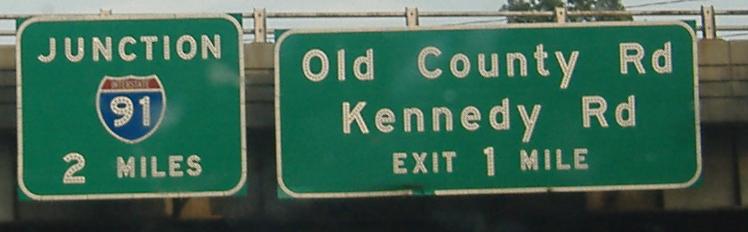 JUNCTION
INTERSTATE
91
2 MILES
Old County Rd
Kennedy Rd
EXIT 1 MILE